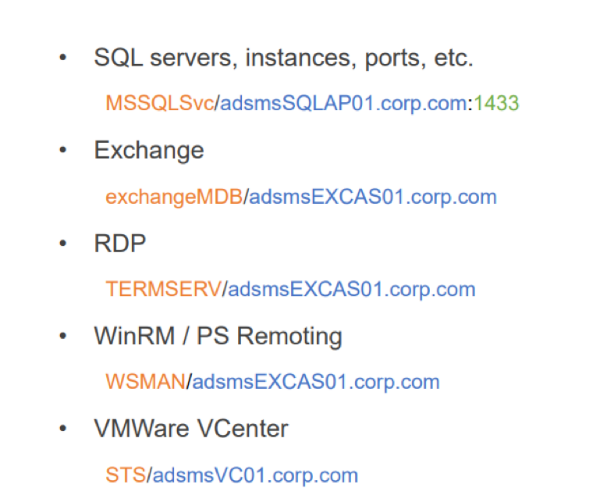 • SQL servers, instances, ports, etc.
MSSQLSvc/adsmsSQLAP01.corp.com:1433
• Exchange
exchangeMDB/adsmsEXCAS01.corp.com
• RDP
TERMSERV/adsmsEXCAS01.corp.com
• WinRM / PS Remoting
WSMAN/adsmsEXCAS01.corp.com
• VMWare VCenter
STS/adsmsVC01.corp.com